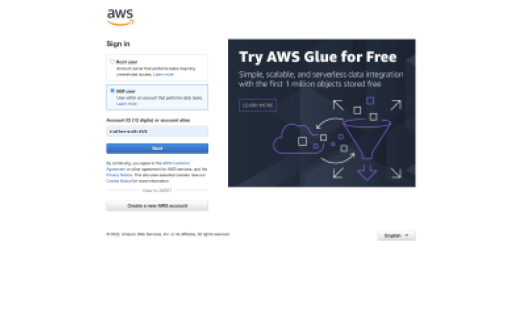 aws
Sign in
Root user
Account owner that performs tasks requiring
unrestricted access. Learn more
IAM user
User within an account that performs daily tasks.
Learn more
Account ID (12 digits) or account alias
Next
By continuing, you agree to the AWS Customer
Agreement or other agreement for AWS services, and the
Privacy Notice. This site uses essential cookies. See our
Cookie Notice for more information.
New to AWS?
Create a new AWS account
Try AWS Glue for Free
Simple, scalable, and serverless data integration
with the first 1 million objects stored free
LEARN MORE
© 2023, Amazon Web Services, Inc. or its affiliates. All rights reserved.
English